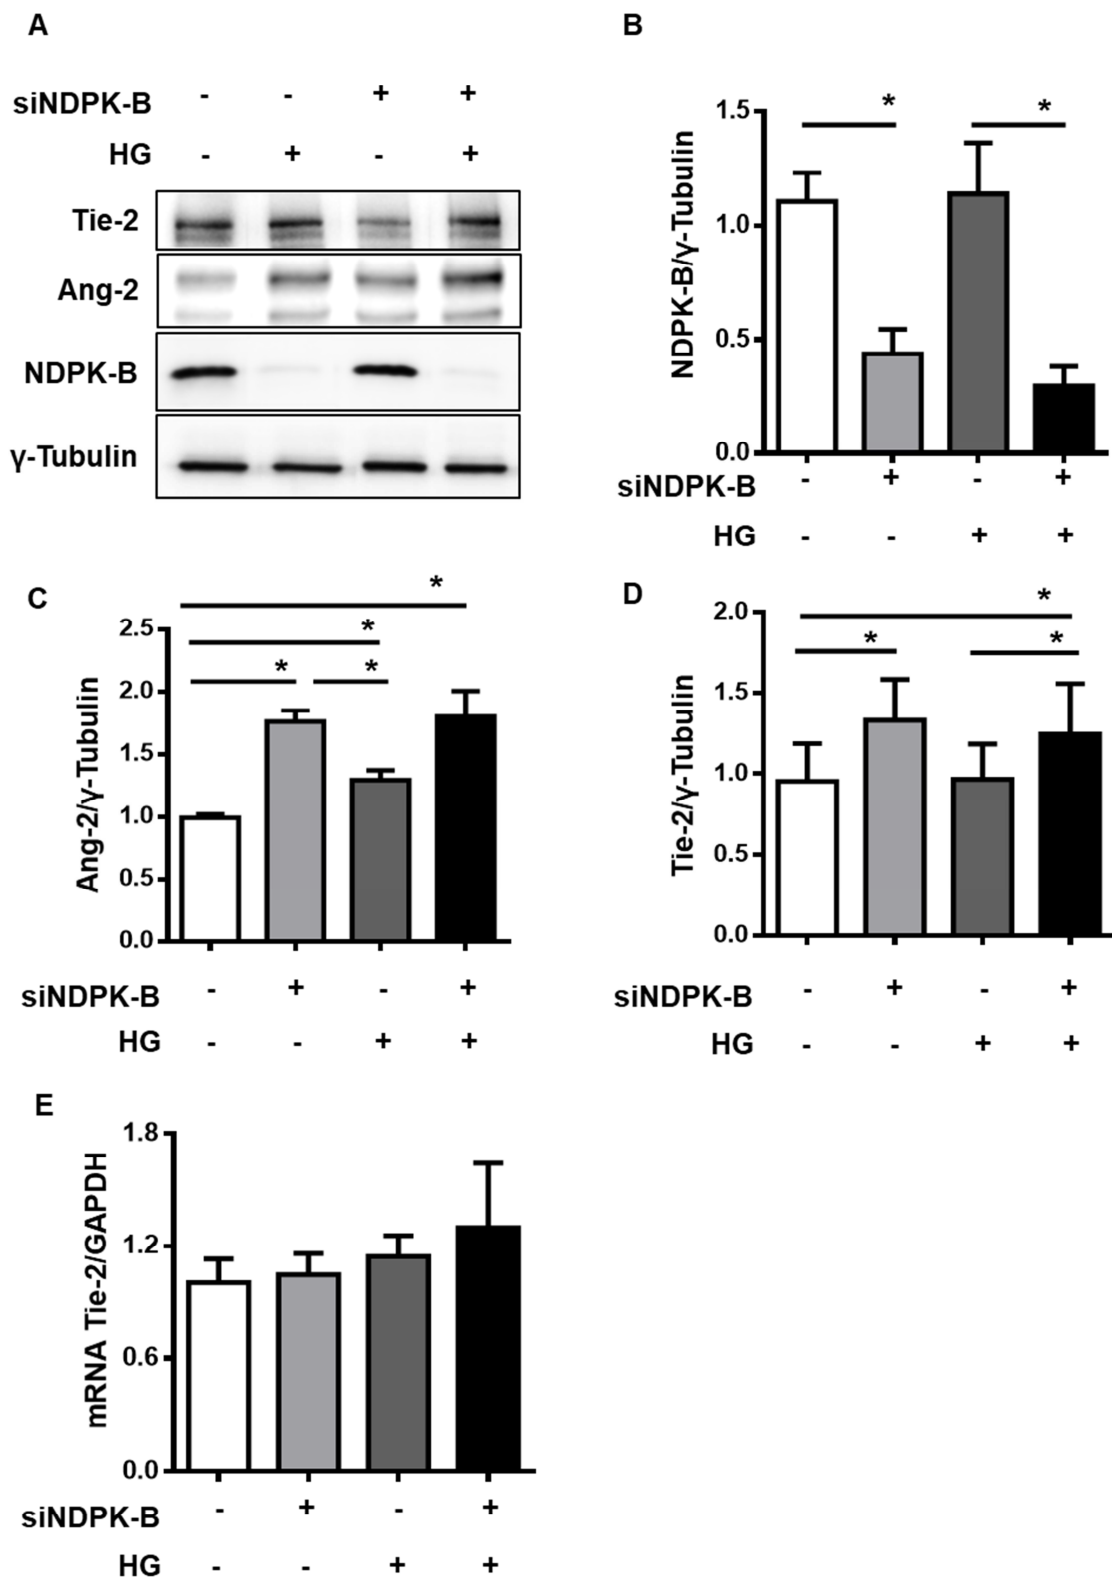 A
siNDPK-B - - + +
HG - + - +
Tie-2
Ang-2
NDPK-B
γ-Tubulin
B
* *
NDPK-B/γ-Tubulin
1.5
1.0
0.5
0.0
siNDPK-B - + - +
HG - - + +
C
*
*
* *
Ang-2/γ-Tubulin
2.5
2.0
1.5
1.0
0.5
0.0
siNDPK-B - + - +
HG - - + +
D
*
* *
Tie-2/γ-Tubulin
2.0
1.5
1.0
0.5
0.0
siNDPK-B - + - +
HG - - + +
E
mRNA Tie-2/GAPDH
1.8
1.2
0.6
0.0
siNDPK-B - + - +
HG - - + +